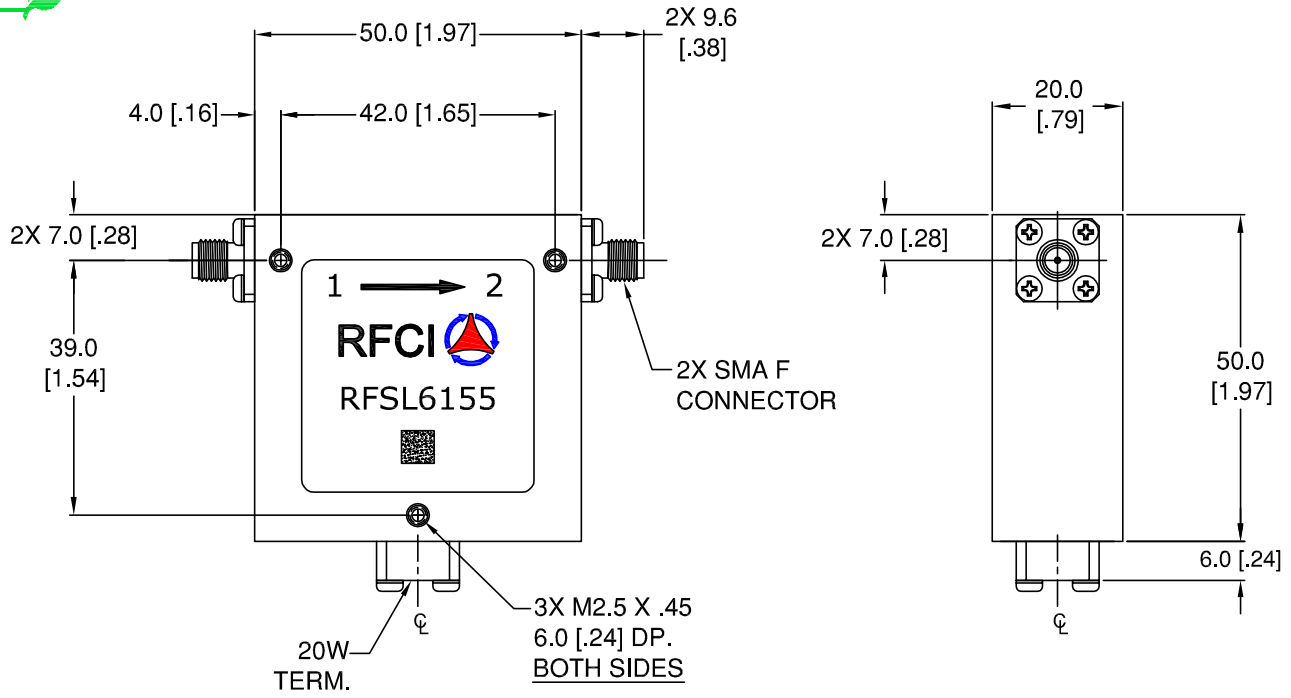 50.0 [1.97]
2X 9.6
[.38]
4.0 [.16]
42.0 [1.65]
2X 7.0 [.28]
39.0
[1.54]
1 2
RFCI
RFSL6155
2X SMA F
CONNECTOR
3X M2.5 X .45
6.0 [.24] DP.
BOTH SIDES
20W
TERM.
℄
20.0
[.79]
2X 7.0 [.28]
50.0
[1.97]
6.0 [.24]
℄